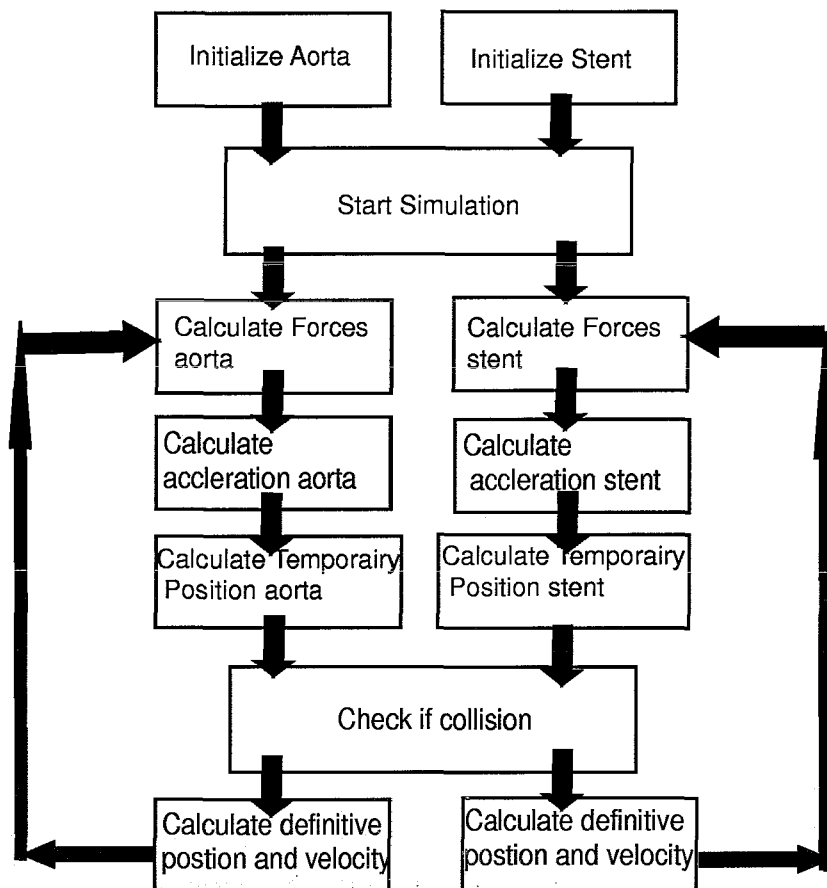 Initialize Aorta
Initialize Stent
Start Simulation
Calculate Forces
aorta
Calculate Forces
stent
Calculate
accleration aorta
Calculate
accleration stent
Calculate Temporairy
Position aorta
Calculate Temporairy
Position stent
Check if collision
Calculate definitive
postion and velocity
Calculate definitive
postion and velocity